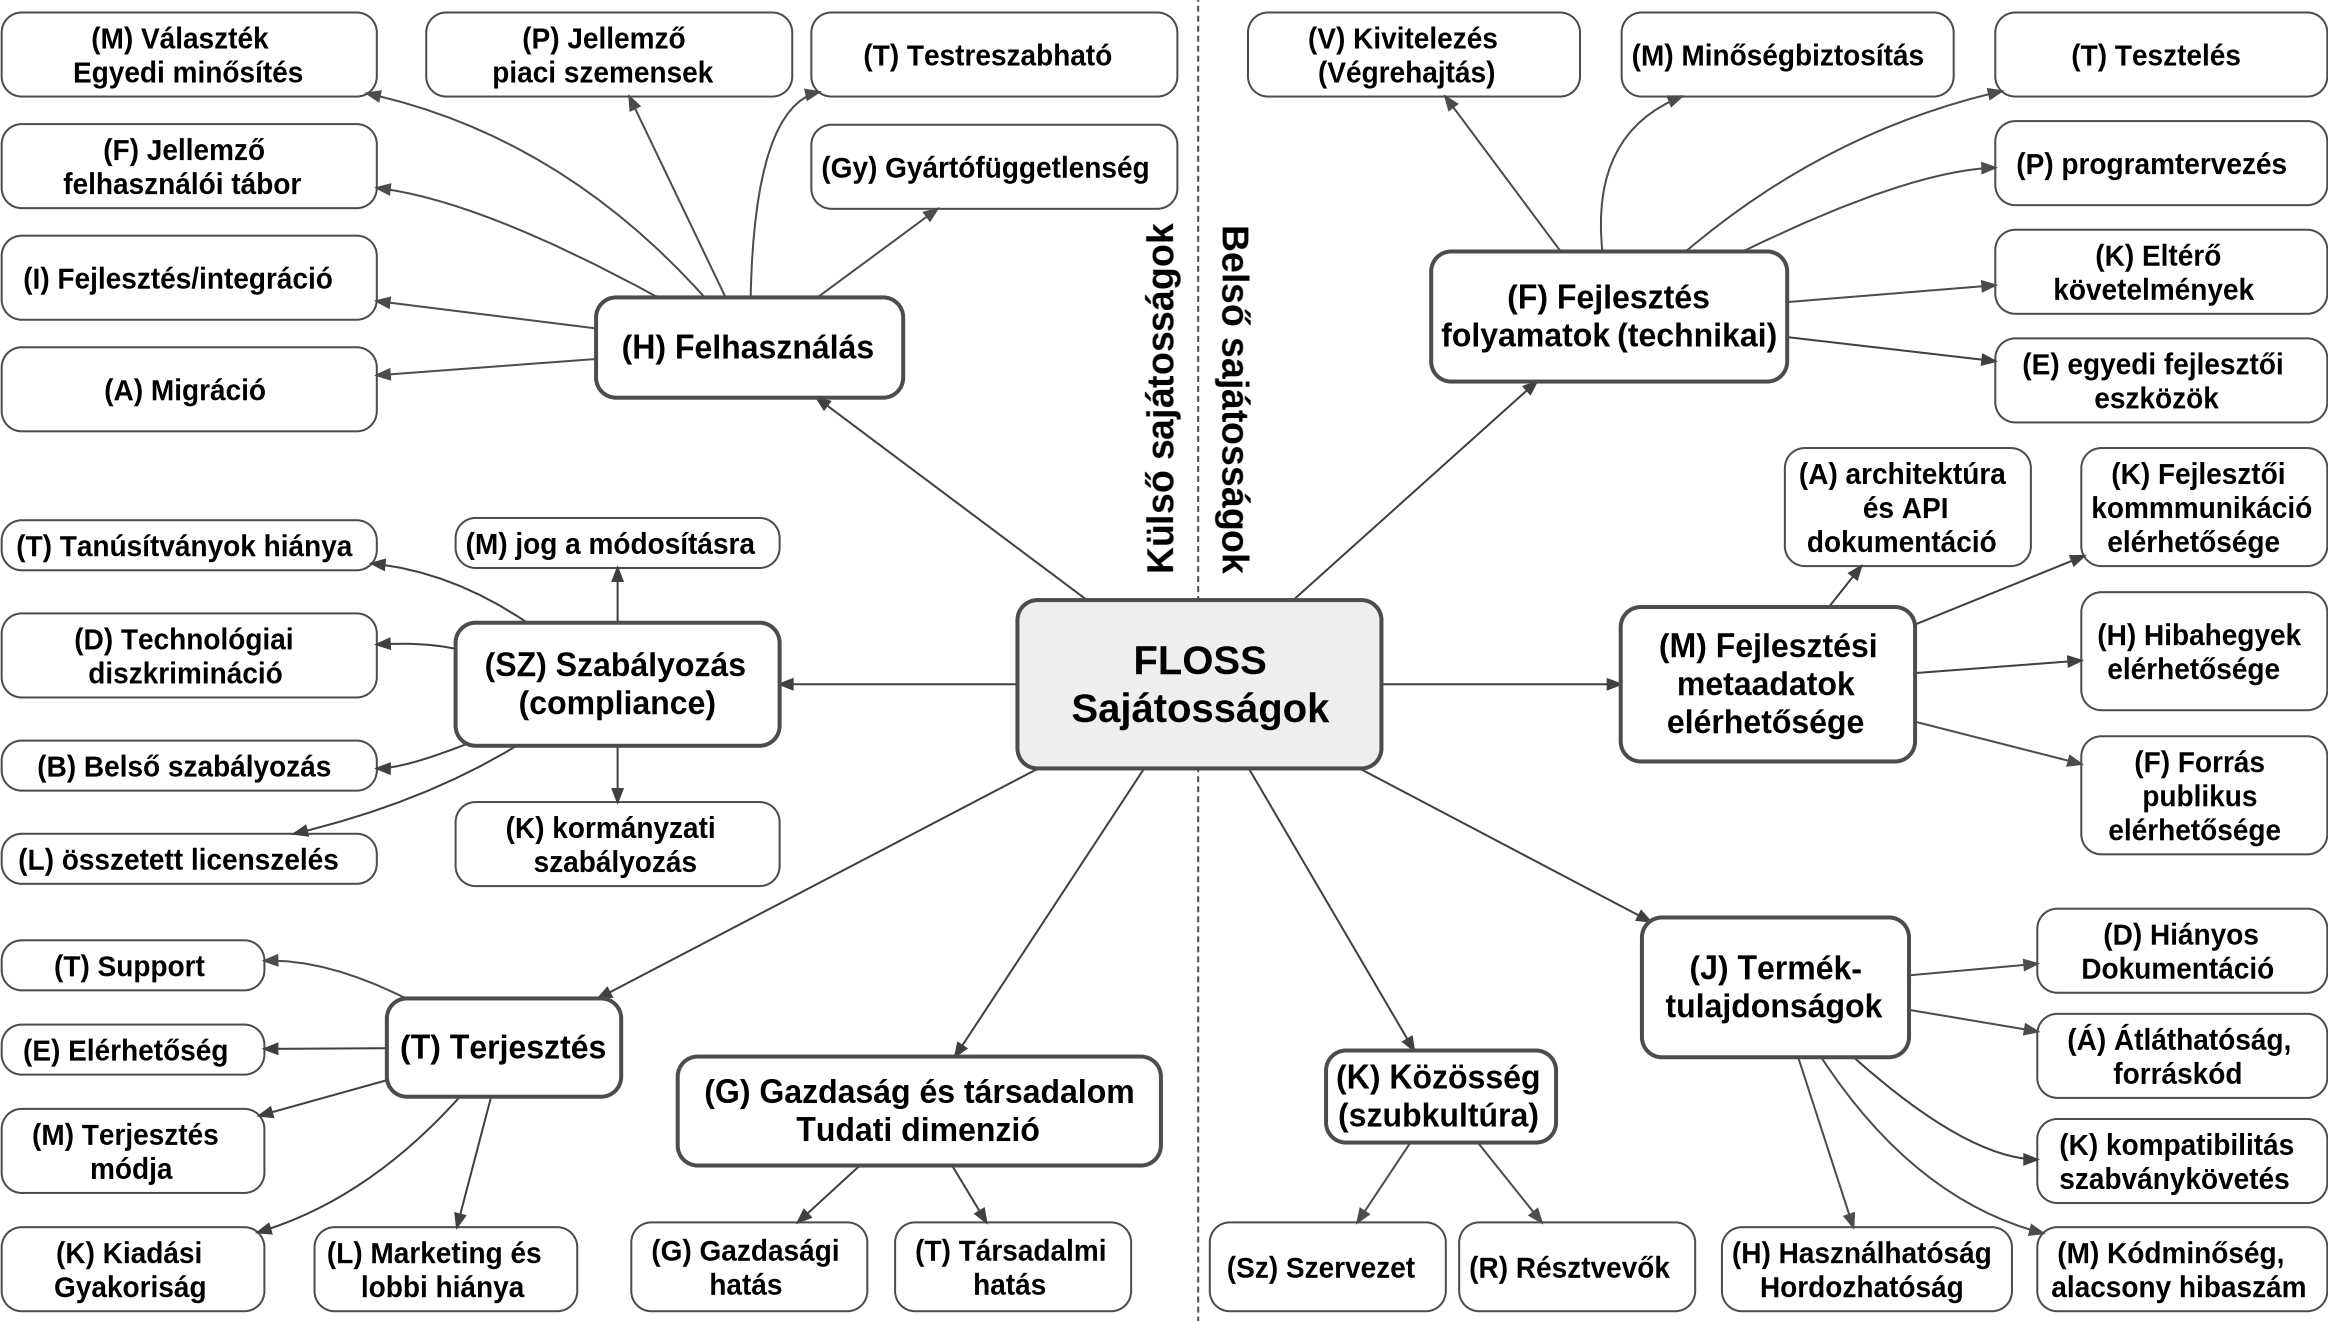 (M) Választék
Egyedi minősítés
(P) Jellemző
piaci szemensek
(T) Testreszabható
(F) Jellemző
felhasználói tábor
(Gy) Gyártófüggetlenség
(I) Fejlesztés/integráció
(A) Migráció
(H) Felhasználás
Külső sajátosságok
Belső sajátosságok
(V) Kivitelezés
(Végrehajtás)
(M) Minőségbiztosítás
(T) Tesztelés
(P) programtervezés
(K) Eltérő
követelmények
(E) egyedi fejlesztői
eszközök
(F) Fejlesztés
folyamatok (technikai)
(T) Tanúsítványok hiánya
(M) jog a módosításra
(D) Technológiai
diszkrimináció
(SZ) Szabályozás
(compliance)
(B) Belső szabályozás
(L) összetett licenszelés
(K) kormányzati
szabályozás
FLOSS
Sajátosságok
(A) architektúra
és API
dokumentáció
(K) Fejlesztői
kommmunikáció
elérhetősége
(M) Fejlesztési
metaadatok
elérhetősége
(H) Hibahegyek
elérhetősége
(F) Forrás
publikus
elérhetősége
(T) Support
(E) Elérhetőség
(T) Terjesztés
(M) Terjesztés
módja
(K) Kiadási
Gyakoriság
(L) Marketing és
lobbi hiánya
(G) Gazdaság és társadalom
Tudati dimenzió
(G) Gazdasági
hatás
(T) Társadalmi
hatás
(K) Közösség
(szubkultúra)
(Sz) Szervezet
(R) Résztvevők
(J) Termék-
tulajdonságok
(D) Hiányos
Dokumentáció
(Á) Átláthatóság,
forráskód
(K) kompatibilitás
szabványkövetés
(H) Használhatóság
Hordozhatóság
(M) Kódminőség,
alacsony hibaszám